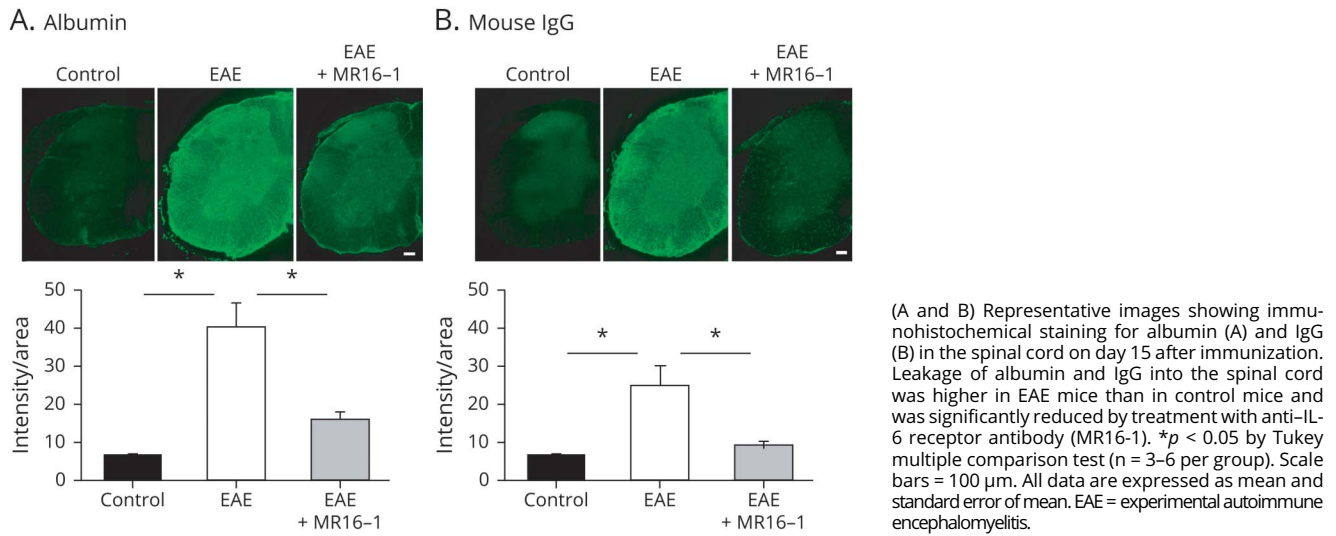 A. Albumin
Control EAE EAE
+ MR16–1
*
*
50
40
30
20
10
0
Intensity/area
Control
EAE
EAE
+ MR16–1
B. Mouse IgG
Control EAE EAE
+ MR16–1
*
*
50
40
30
20
10
0
Intensity/area
Control
EAE
EAE
+ MR16–1
(A and B) Representative images showing immu-
nohistochemical staining for albumin (A) and IgG
(B) in the spinal cord on day 15 after immunization.
Leakage of albumin and IgG into the spinal cord
was higher in EAE mice than in control mice and
was significantly reduced by treatment with anti–IL-
6 receptor antibody (MR16-1). *p < 0.05 by Tukey
multiple comparison test (n = 3–6 per group). Scale
bars = 100 μm. All data are expressed as mean and
standard error of mean. EAE = experimental autoimmune
encephalomyelitis.